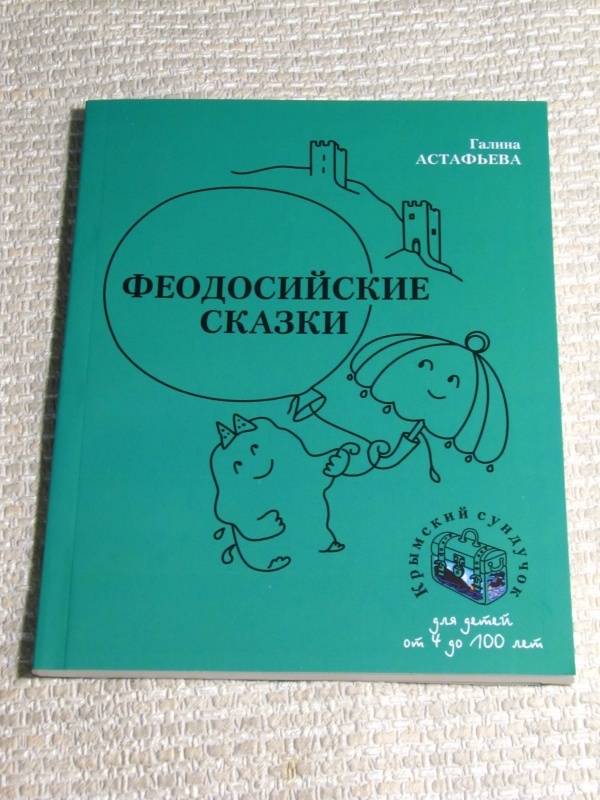 Галина
АСТАФЬЕВА
ФЕОДОСИЙСКИЕ
СКАЗКИ
Крымский сундучок
для детей
от 4 до 100 лет